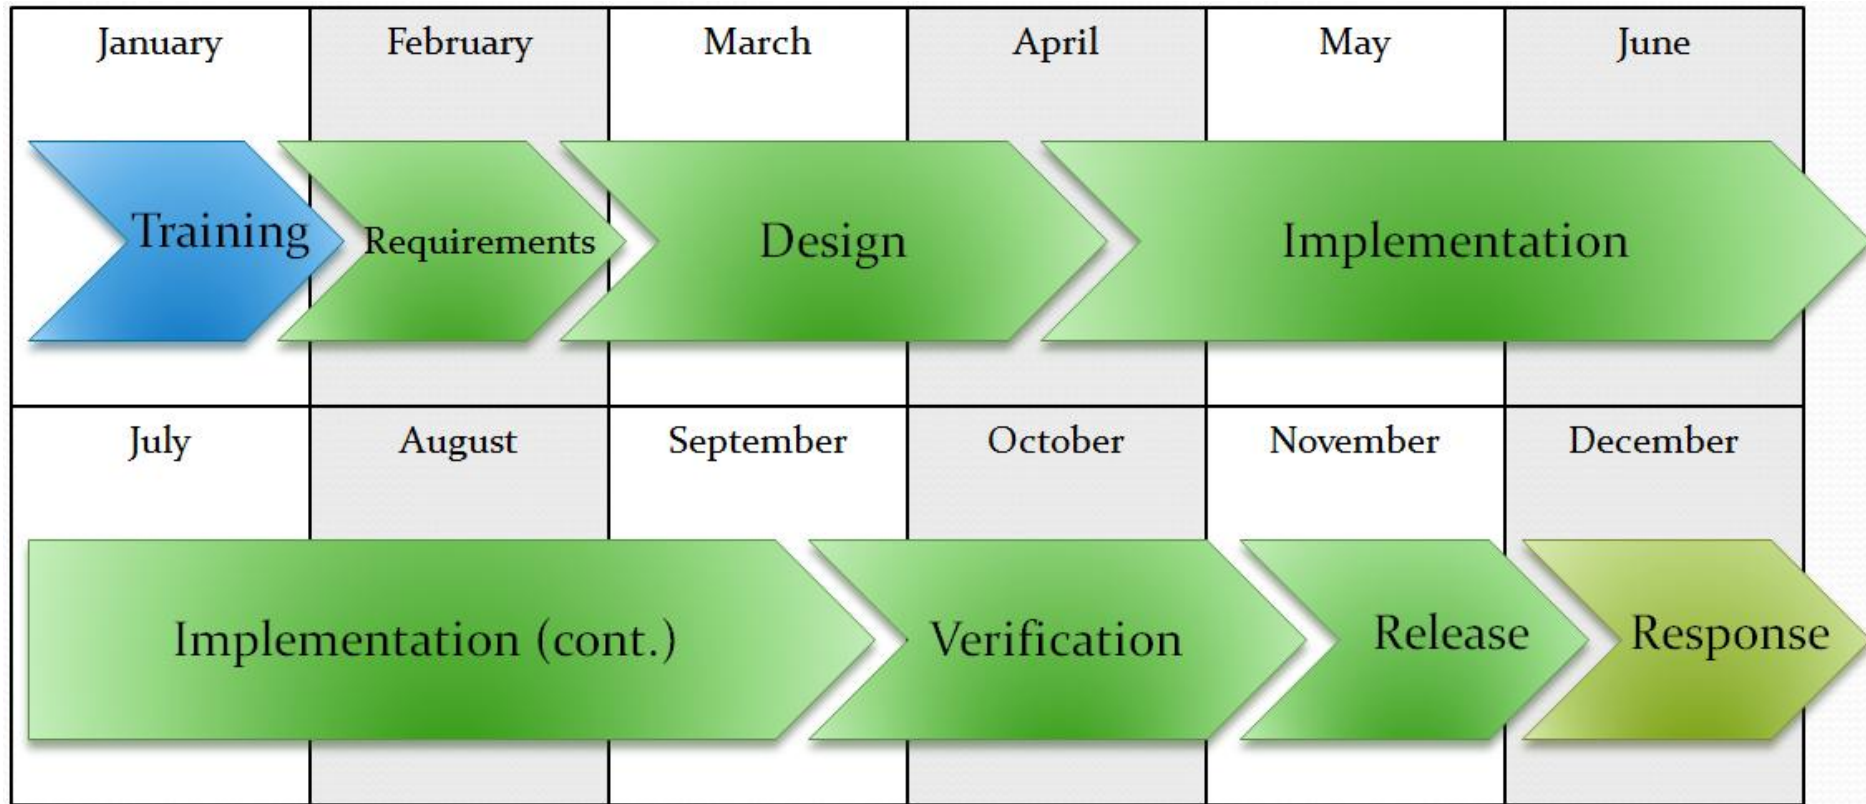 January February March April May June
Training Requirements Design Implementation
July August September October November December
Implementation (cont.) Verification Release Response